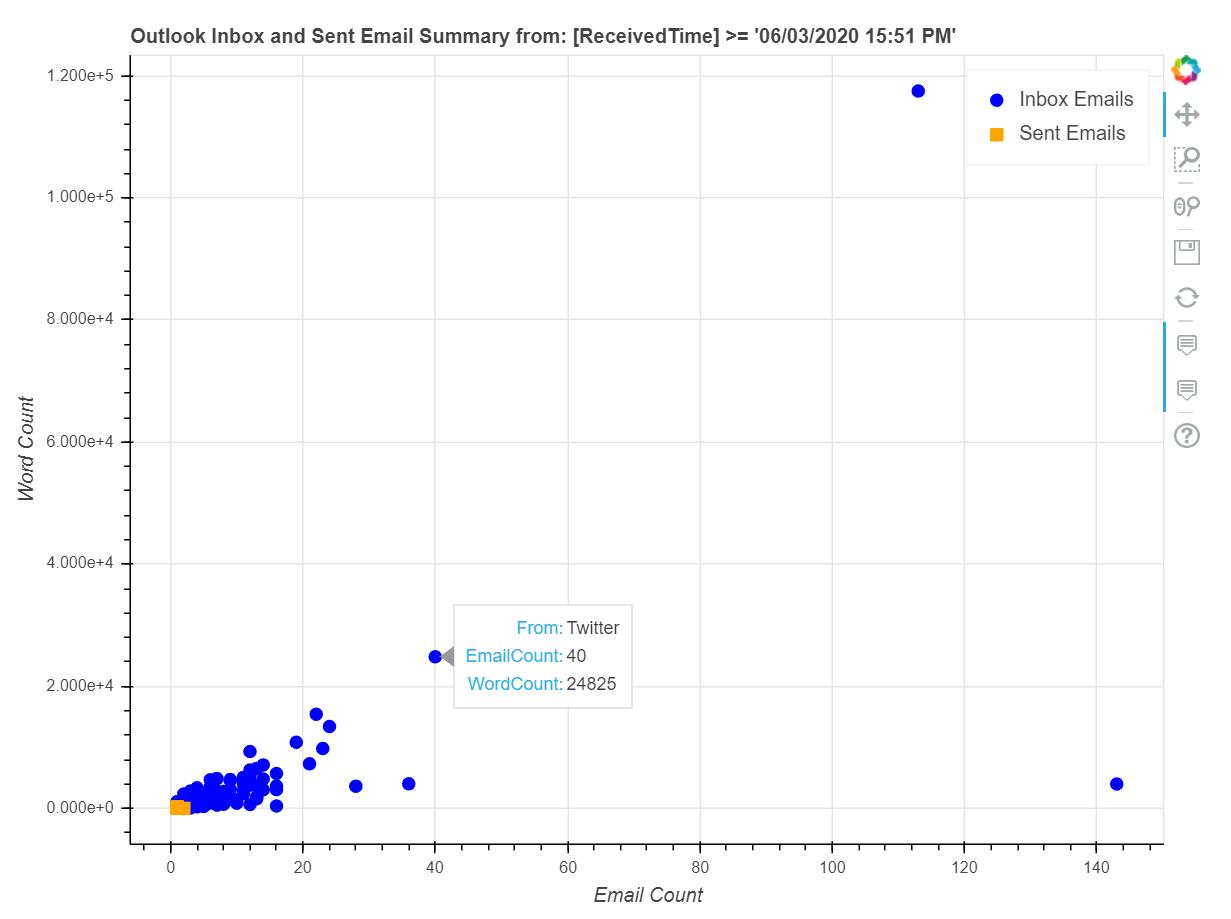 Outlook Inbox and Sent Email Summary from: [ReceivedTime] >= '06/03/2020 15:51 PM'
1.200e+5
1.000e+5
8.000e+4
6.000e+4
4.000e+4
2.000e+4
0.000e+0
Word Count
Inbox Emails
Sent Emails
From: Twitter
EmailCount: 40
WordCount: 24825
0 20 40 60 80 100 120 140
Email Count